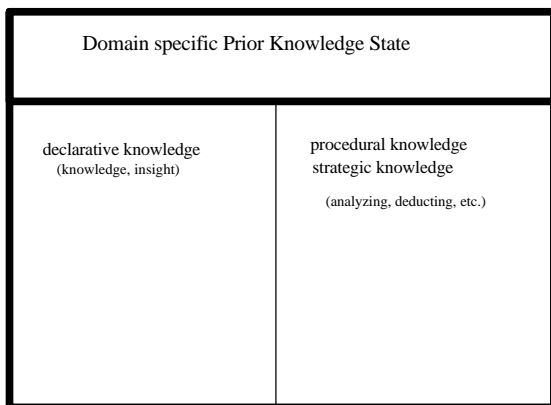 Domain specific Prior Knowledge State
declarative knowledge
(knowledge, insight)
procedural knowledge
strategic knowledge
(analyzing, deducting, etc.)